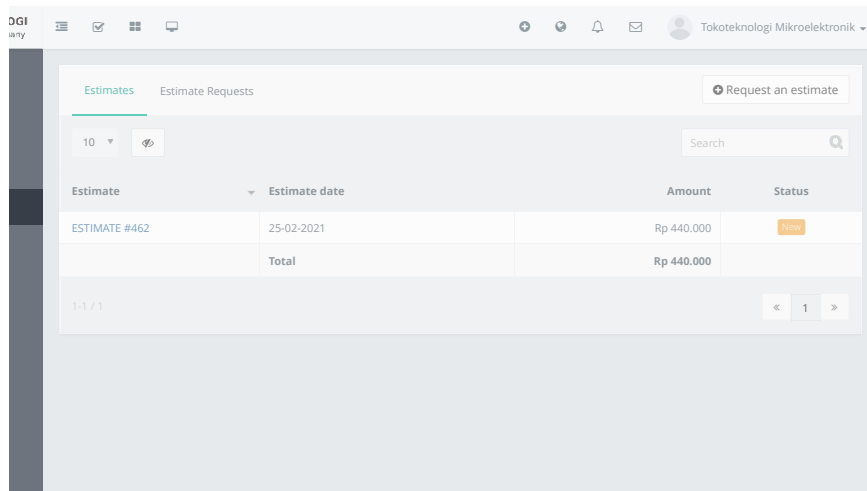 OGI
Tokoteknologi Mikroelektronik
Estimates
Estimate Requests
Request an estimate
10
Search
Estimate
Estimate date
Amount
Status
ESTIMATE #462
25-02-2021
Rp 440.000
New
Total
Rp 440.000
1-1 / 1
« 1 »